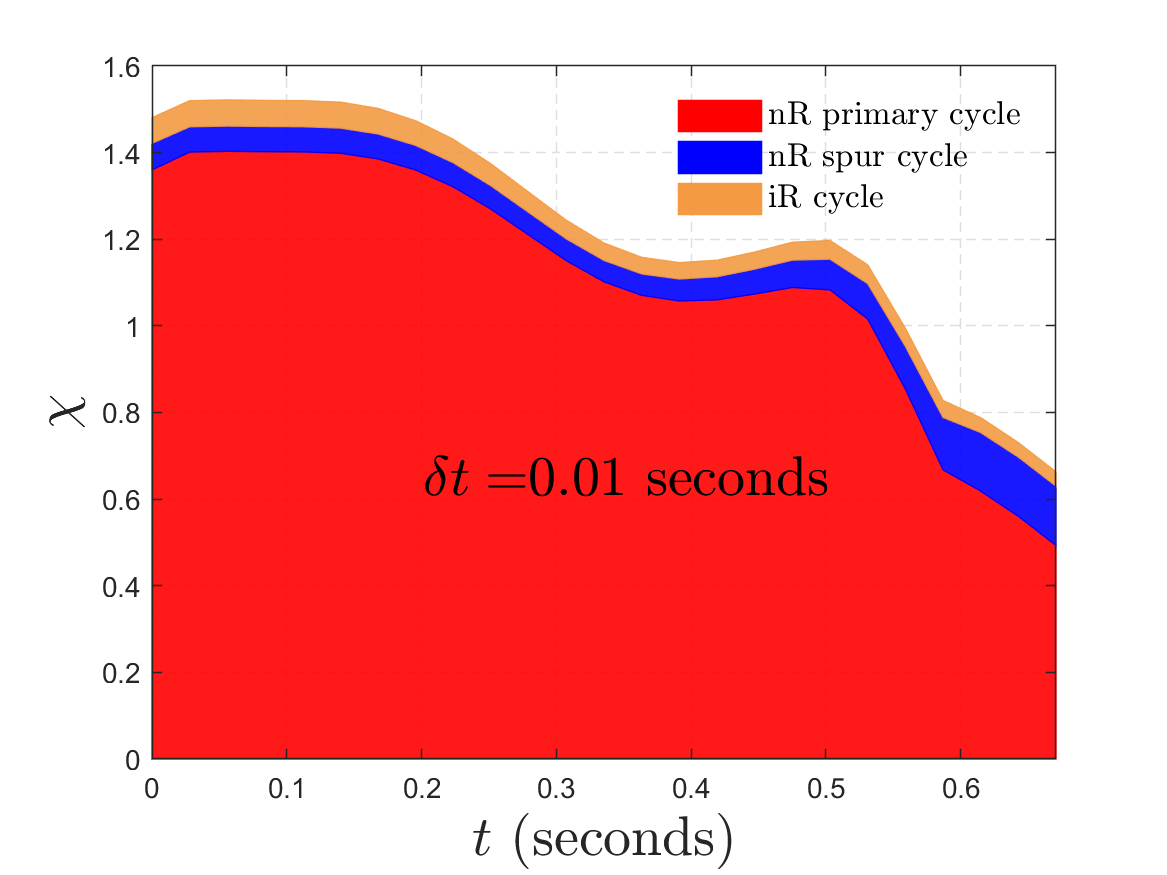 1.6
1.4
1.2
1
0.8
0.6
0.4
0.2
0
χ
nR primary cycle
nR spur cycle
iR cycle
δt =0.01 seconds
0 0.1 0.2 0.3 0.4 0.5 0.6
t (seconds)